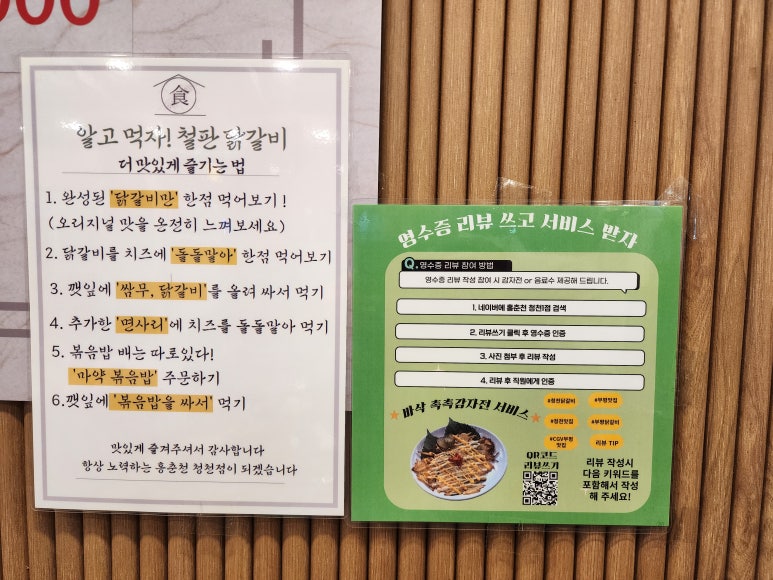 000
食
알고 먹자! 철판 닭갈비
더 맛있게 즐기는 법
1. 완성된 '닭갈비만' 한점 먹어보기!
(오리지널 맛을 온전히 느껴보세요)
2. 닭갈비를 치즈에 '돌돌말아' 한점 먹어보기
3. 깻잎에 '쌈무, 닭갈비'를 올려 싸서 먹기
4. 추가한 '면사리'에 치즈를 돌돌말아 먹기
5. 볶음밥 배는 따로있다!
'마약 볶음밥' 주문하기
6.깻잎에 '볶음밥을 싸서' 먹기
맛있게 즐겨주셔서 감사합니다
항상 노력하는 홍춘천 청천점이 되겠습니다
영수증 리뷰 쓰고 서비스 받자
Q. 영수증 리뷰 참여 방법
영수증 리뷰 작성 참여 시 감자전 or 음료수 제공해 드립니다.
1. 네이버에 홍춘천 청천1점 검색
2. 리뷰쓰기 클릭 후 영수증 인증
3. 사진 첨부 후 리뷰 작성
4. 리뷰 후 직원에게 인증
바삭 촉촉감자전 서비스
#청천닭갈비
#부평맛집
#청천맛집
#부평닭갈비
#CGV부평
맛집
리뷰 TIP
QR코드
리뷰쓰기
리뷰 작성시
다음 키워드를
포함해서 작성
해 주세요!